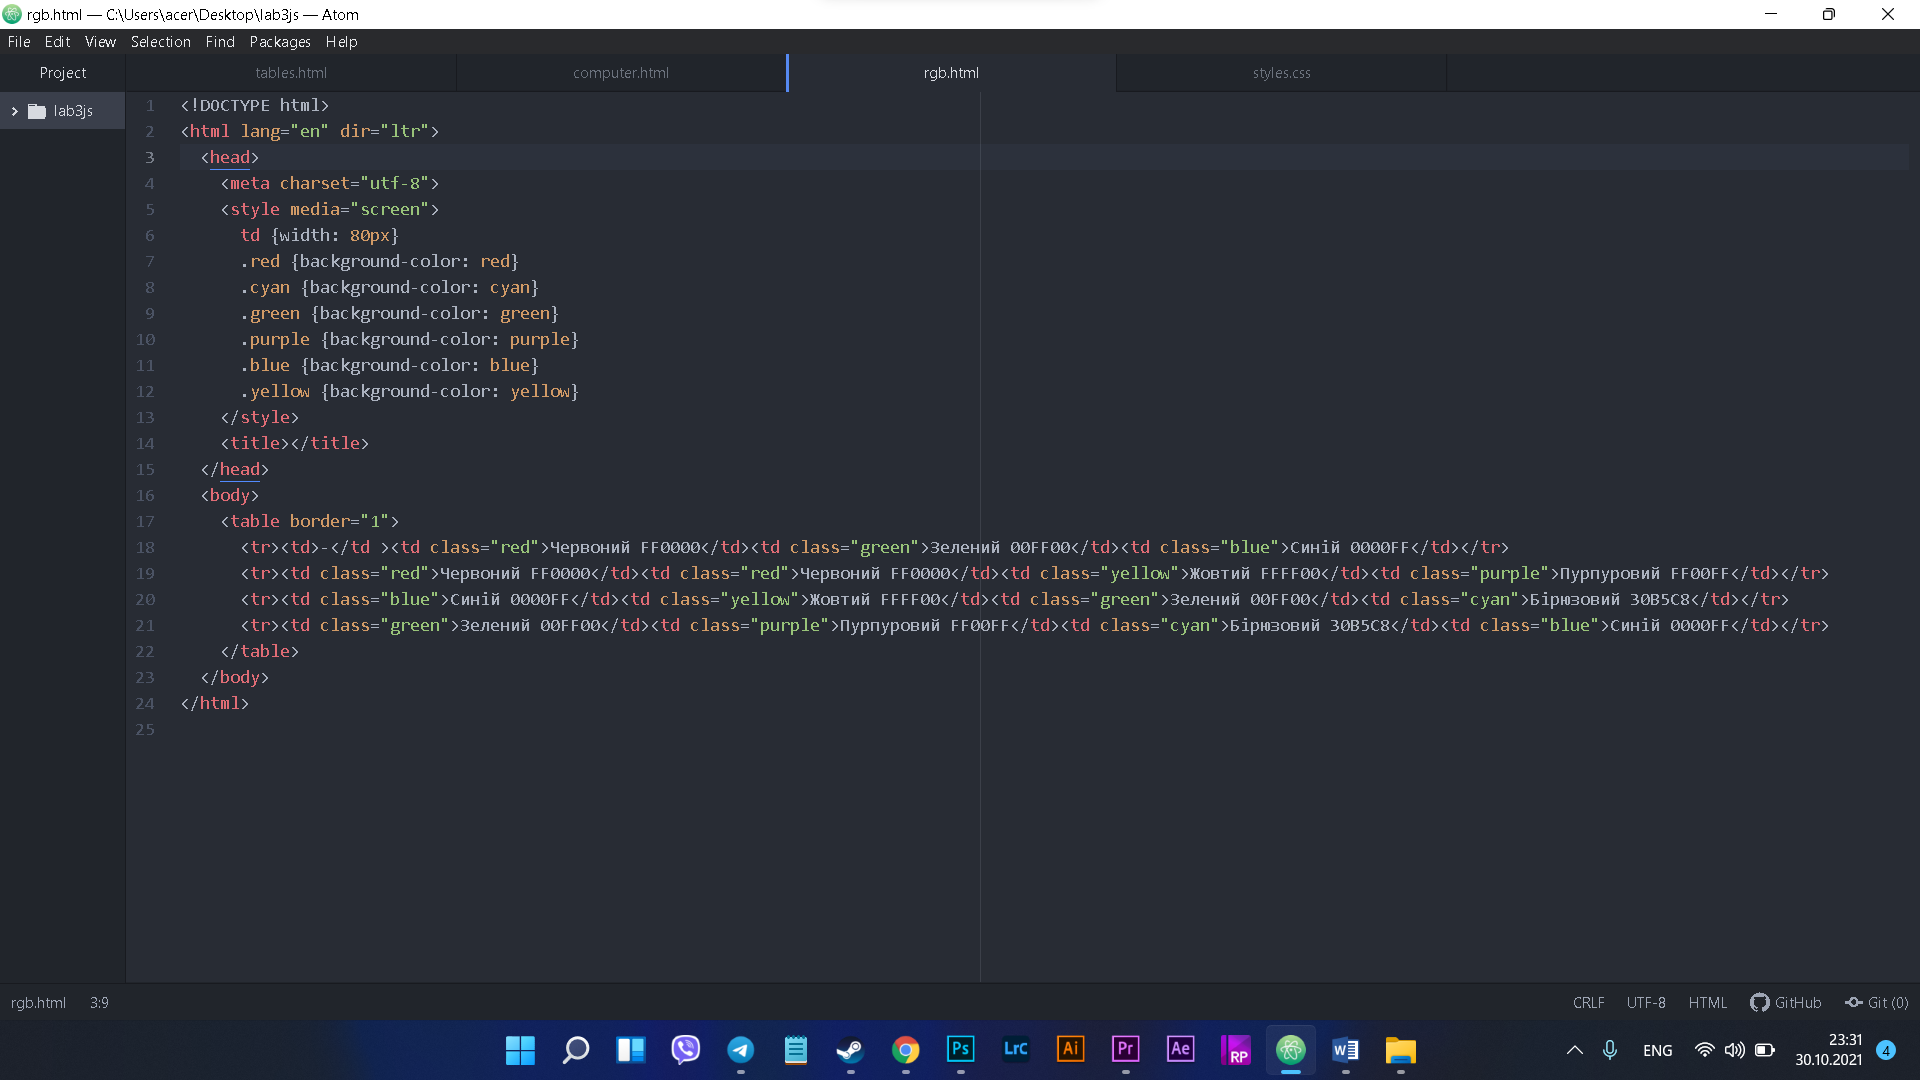 rgb.html — C:\Users\acer\Desktop\lab3js — Atom
File Edit View Selection Find Packages Help
Project tables.html computer.html rgb.html styles.css
lab3js
1 <!DOCTYPE html>
2 <html lang="en" dir="ltr">
3 <head>
4 <meta charset="utf-8">
5 <style media="screen">
6 td {width: 80px}
7 .red {background-color: red}
8 .cyan {background-color: cyan}
9 .green {background-color: green}
10 .purple {background-color: purple}
11 .blue {background-color: blue}
12 .yellow {background-color: yellow}
13 </style>
14 <title></title>
15 </head>
16 <body>
17 <table border="1">
18 <tr><td>-</td ><td class="red">Червоний FF0000</td><td class="green">Зелений 00FF00</td><td class="blue">Синій 0000FF</td></tr>
19 <tr><td class="red">Червоний FF0000</td><td class="red">Червоний FF0000</td><td class="yellow">Жовтий FFFF00</td><td class="purple">Пурпуровий FF00FF</td></tr>
20 <tr><td class="blue">Синій 0000FF</td><td class="yellow">Жовтий FFFF00</td><td class="green">Зелений 00FF00</td><td class="cyan">Бірюзовий 30B5C8</td></tr>
21 <tr><td class="green">Зелений 00FF00</td><td class="purple">Пурпуровий FF00FF</td><td class="cyan">Бірюзовий 30B5C8</td><td class="blue">Синій 0000FF</td></tr>
22 </table>
23 </body>
24 </html>
25
rgb.html 3:9 CRLF UTF-8 HTML GitHub Git (0)
Ps LrC Ai Pr Ae RP W ENG 23:31
30.10.2021 4